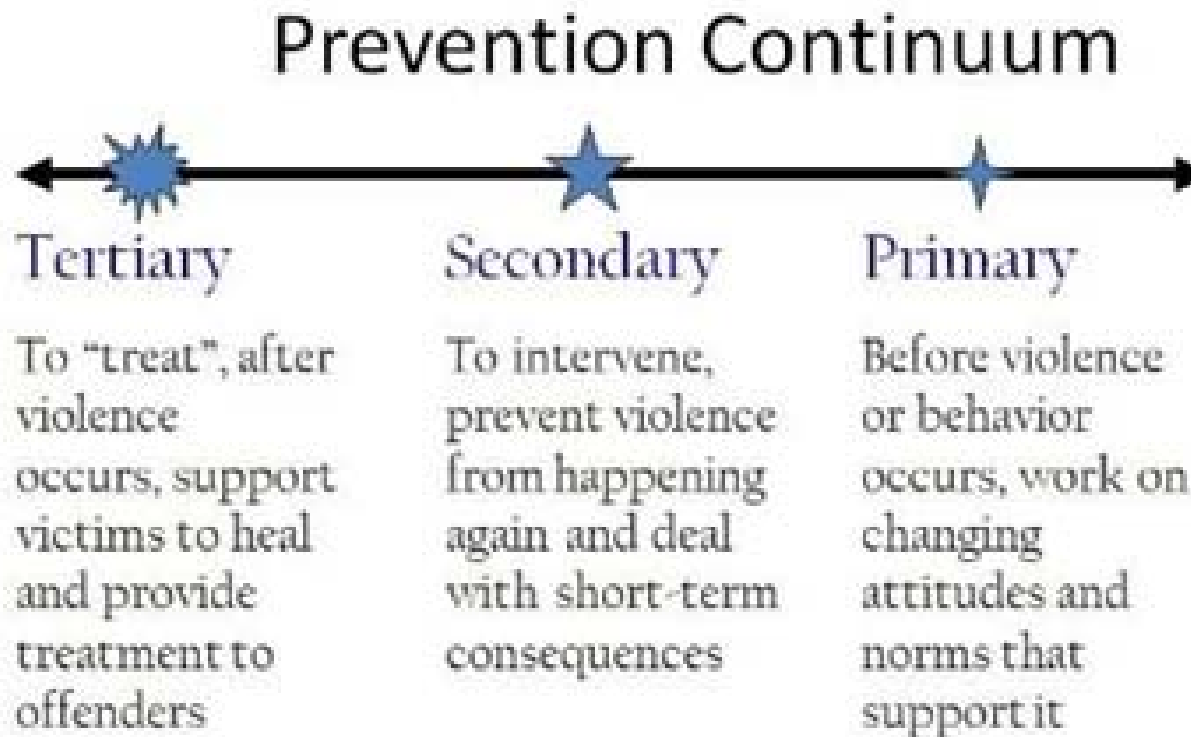 Prevention Continuum
Tertiary
To "treat", after
violence
occurs, support
victims to heal
and provide
treatment to
offenders
Secondary
To intervene,
prevent violence
from happening
again and deal
with short-term
consequences
Primary
Before violence
or behavior
occurs, work on
changing
attitudes and
norms that
support it